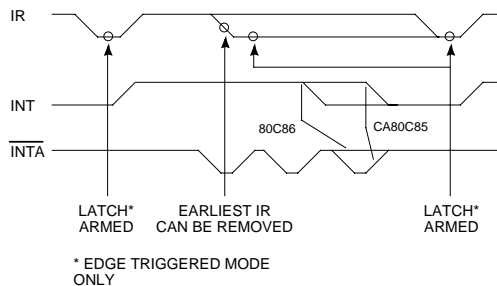 IR
INT
80C86
CA80C85
INTA
LATCH*
ARMED
EARLIEST IR
CAN BE REMOVED
LATCH*
ARMED
* EDGE TRIGGERED MODE
ONLY